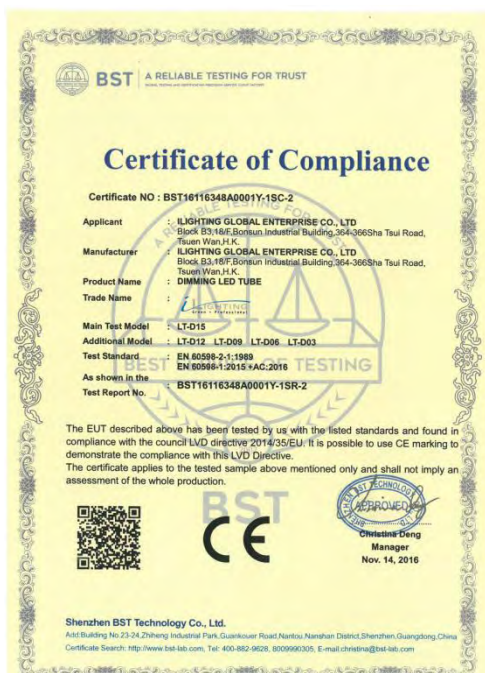 BST A RELIABLE TESTING FOR TRUST
Certificate of Compliance
Certificate NO : BST16116348A0001Y-1SC-2
Applicant : ILIGHTING GLOBAL ENTERPRISE CO., LTD
Block B3,18/F,Bonsun Industrial Building,364-366Sha Tsui Road,
Tsuen Wan,H.K.
Manufacturer : ILIGHTING GLOBAL ENTERPRISE CO., LTD
Block B3,18/F,Bonsun Industrial Building,364-366Sha Tsui Road,
Tsuen Wan,H.K.
Product Name : DIMMING LED TUBE
Trade Name : iLIGHTING
Green + Professional
Main Test Model : LT-D15
Additional Model : LT-D12 LT-D09 LT-D06 LT-D03
Test Standard : EN 60598-2-1:1989
EN 60598-1:2015 +AC:2016
As shown in the
Test Report No. : BST16116348A0001Y-1SR-2
The EUT described above has been tested by us with the listed standards and found in
compliance with the council LVD directive 2014/35/EU. It is possible to use CE marking to
demonstrate the compliance with this LVD Directive.
The certificate applies to the tested sample above mentioned only and shall not imply an
assessment of the whole production.
BST
CE
SHENZHEN BST TECHNOLOGY CO., LTD
APPROVED
Christina Deng
Manager
Nov. 14, 2016
Shenzhen BST Technology Co., Ltd.
Add:Building No.23-24,Zhiheng Industrial Park,Guankouer Road,Nantou,Nanshan District,Shenzhen,Guangdong,China
Certificate Search: http://www.bst-lab.com, Tel: 400-882-9628, 8009990305, E-mail:christina@bst-lab.com